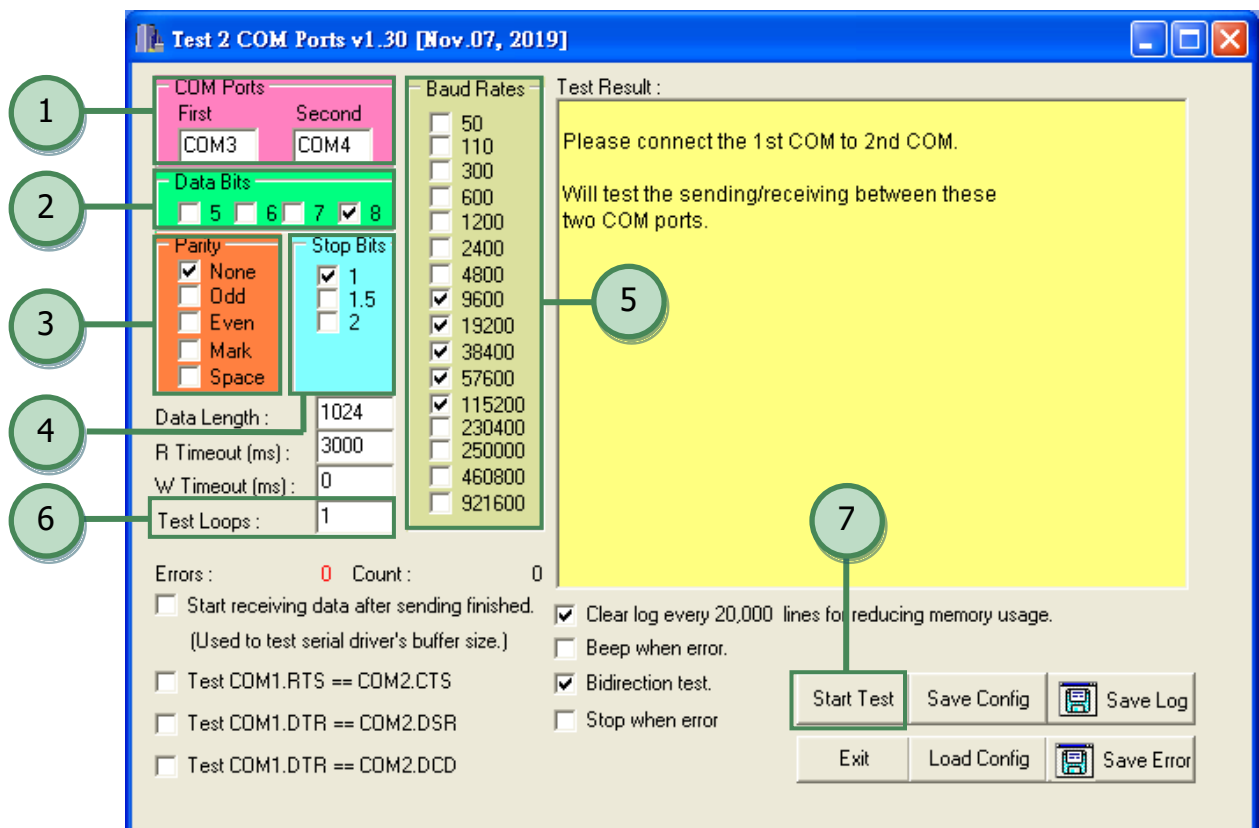 Test 2 COM Ports v1.30 [Nov.07, 2019]
1
COM Ports
First Second
COM3 COM4
2
Data Bits
5 6 7 8
3
Parity
None
Odd
Even
Mark
Space
4
Stop Bits
1
1.5
2
Data Length : 1024
R Timeout (ms) : 3000
W Timeout (ms) : 0
6
Test Loops : 1
5
Baud Rates
50
110
300
600
1200
2400
4800
9600
19200
38400
57600
115200
230400
250000
460800
921600
Test Result :
Please connect the 1st COM to 2nd COM.
Will test the sending/receiving between these
two COM ports.
Errors : 0 Count : 0
Start receiving data after sending finished.
(Used to test serial driver's buffer size.)
Test COM1.RTS == COM2.CTS
Test COM1.DTR == COM2.DSR
Test COM1.DTR == COM2.DCD
Clear log every 20,000 lines for reducing memory usage.
Beep when error.
Bidirection test.
Stop when error
7
Start Test Save Config Save Log
Exit Load Config Save Error